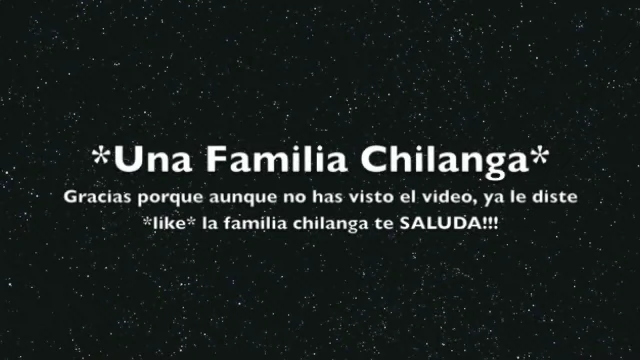 *Una Familia Chilanga*
Gracias porque aunque no has visto el video, ya le diste
*like* la familia chilanga te SALUDA!!!